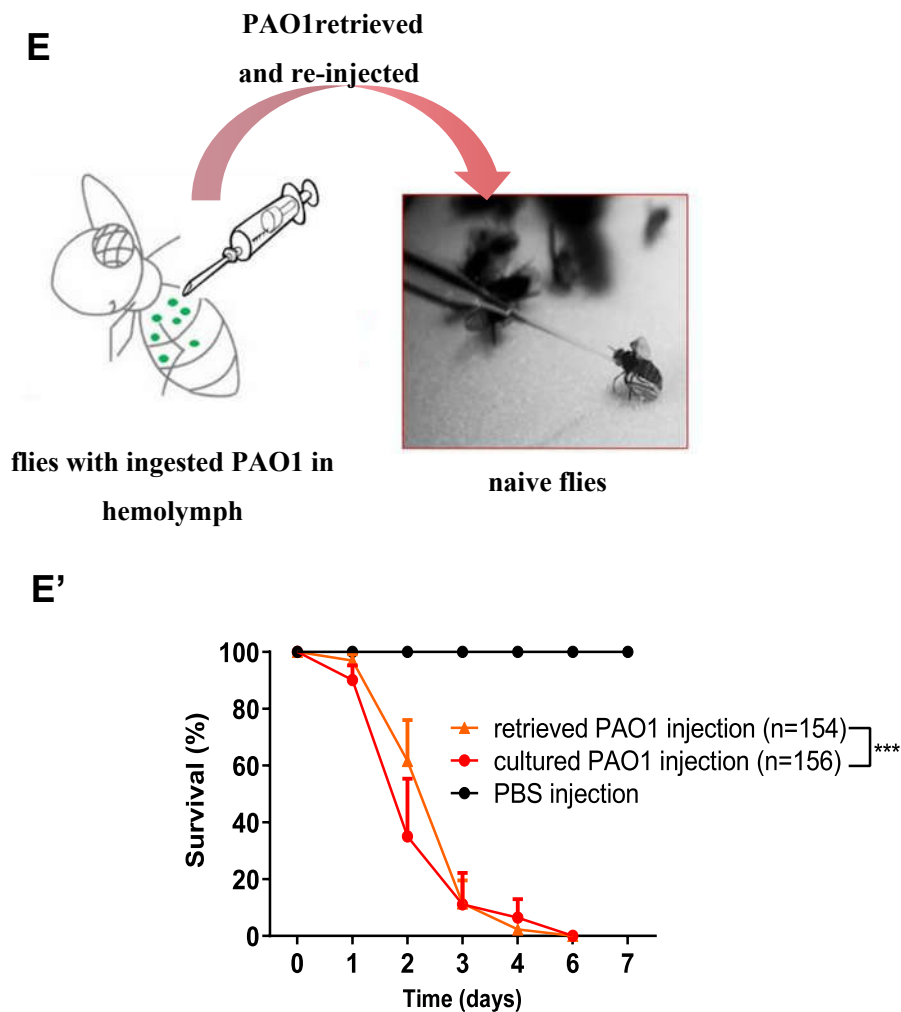 E
PAO1retrieved
and re-injected
flies with ingested PAO1 in
hemolymph
naive flies
E’
100
80
60
40
20
0
Survival (%)
retrieved PAO1 injection (n=154)
cultured PAO1 injection (n=156)
PBS injection
***
0 1 2 3 4 6 7
Time (days)